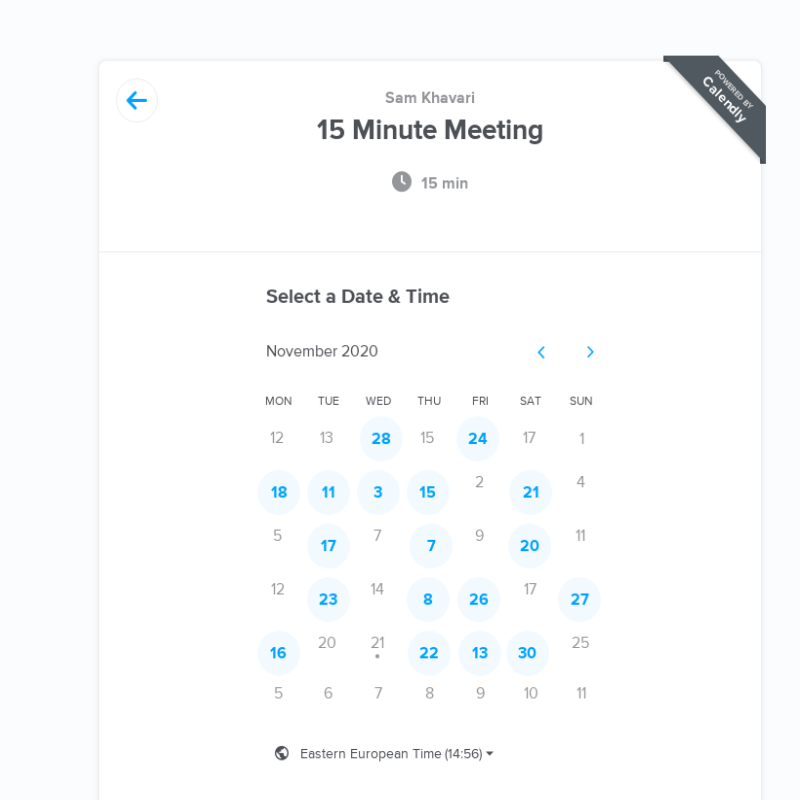 POWERED BY
Calendly
Sam Khavari
15 Minute Meeting
15 min
Select a Date & Time
November 2020
MON TUE WED THU FRI SAT SUN
12 13 28 15 24 17 1
18 11 3 15 2 21 4
5 17 7 7 9 20 11
12 23 14 8 26 17 27
16 20 21 22 13 30 25
5 6 7 8 9 10 11
Eastern European Time (14:56)